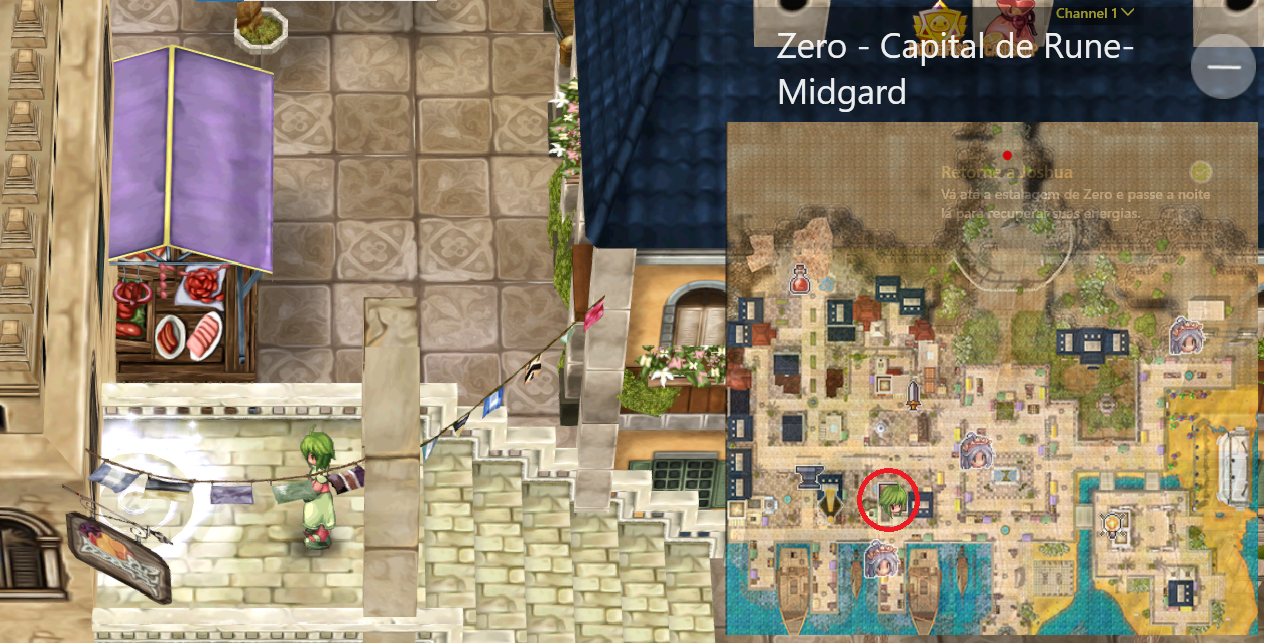 Channel 1
Zero - Capital de Rune-
Midgard
Retorne a Joshua
Vá até a estalagem de Zero e passe a noite
lá para recuperar suas energias.